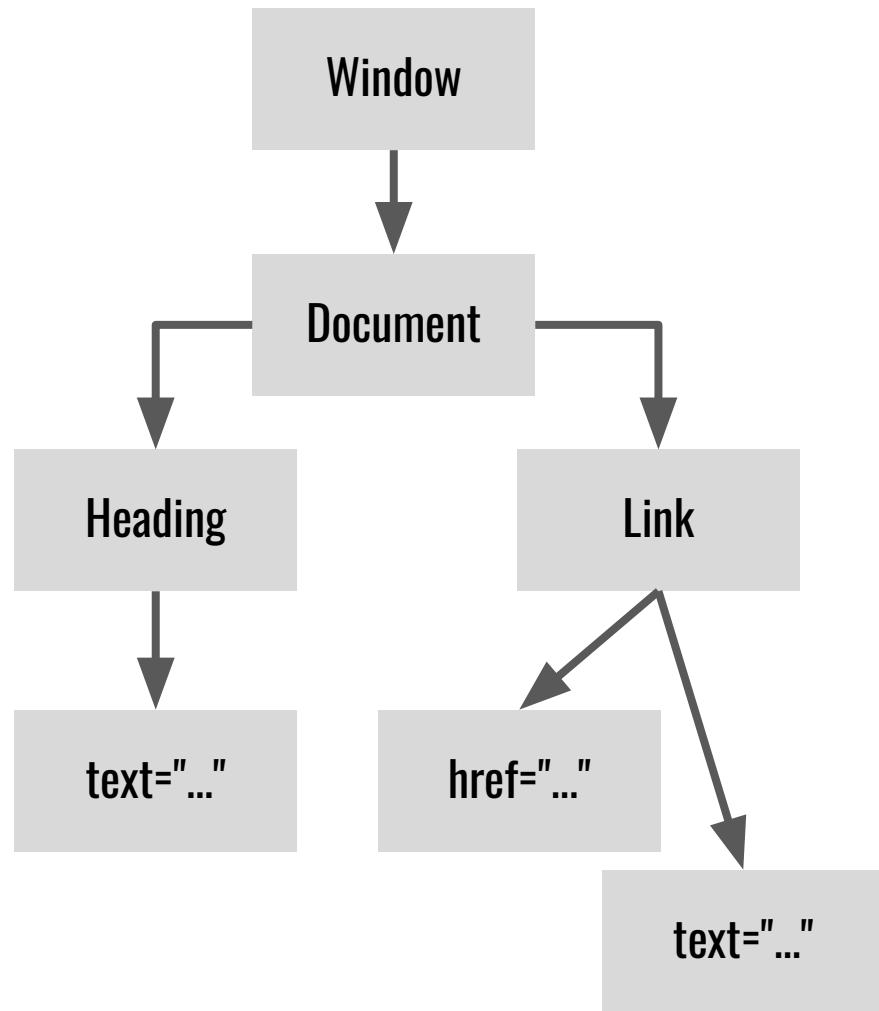 Window
Document
Heading
Link
text="..."
href="..."
text="..."